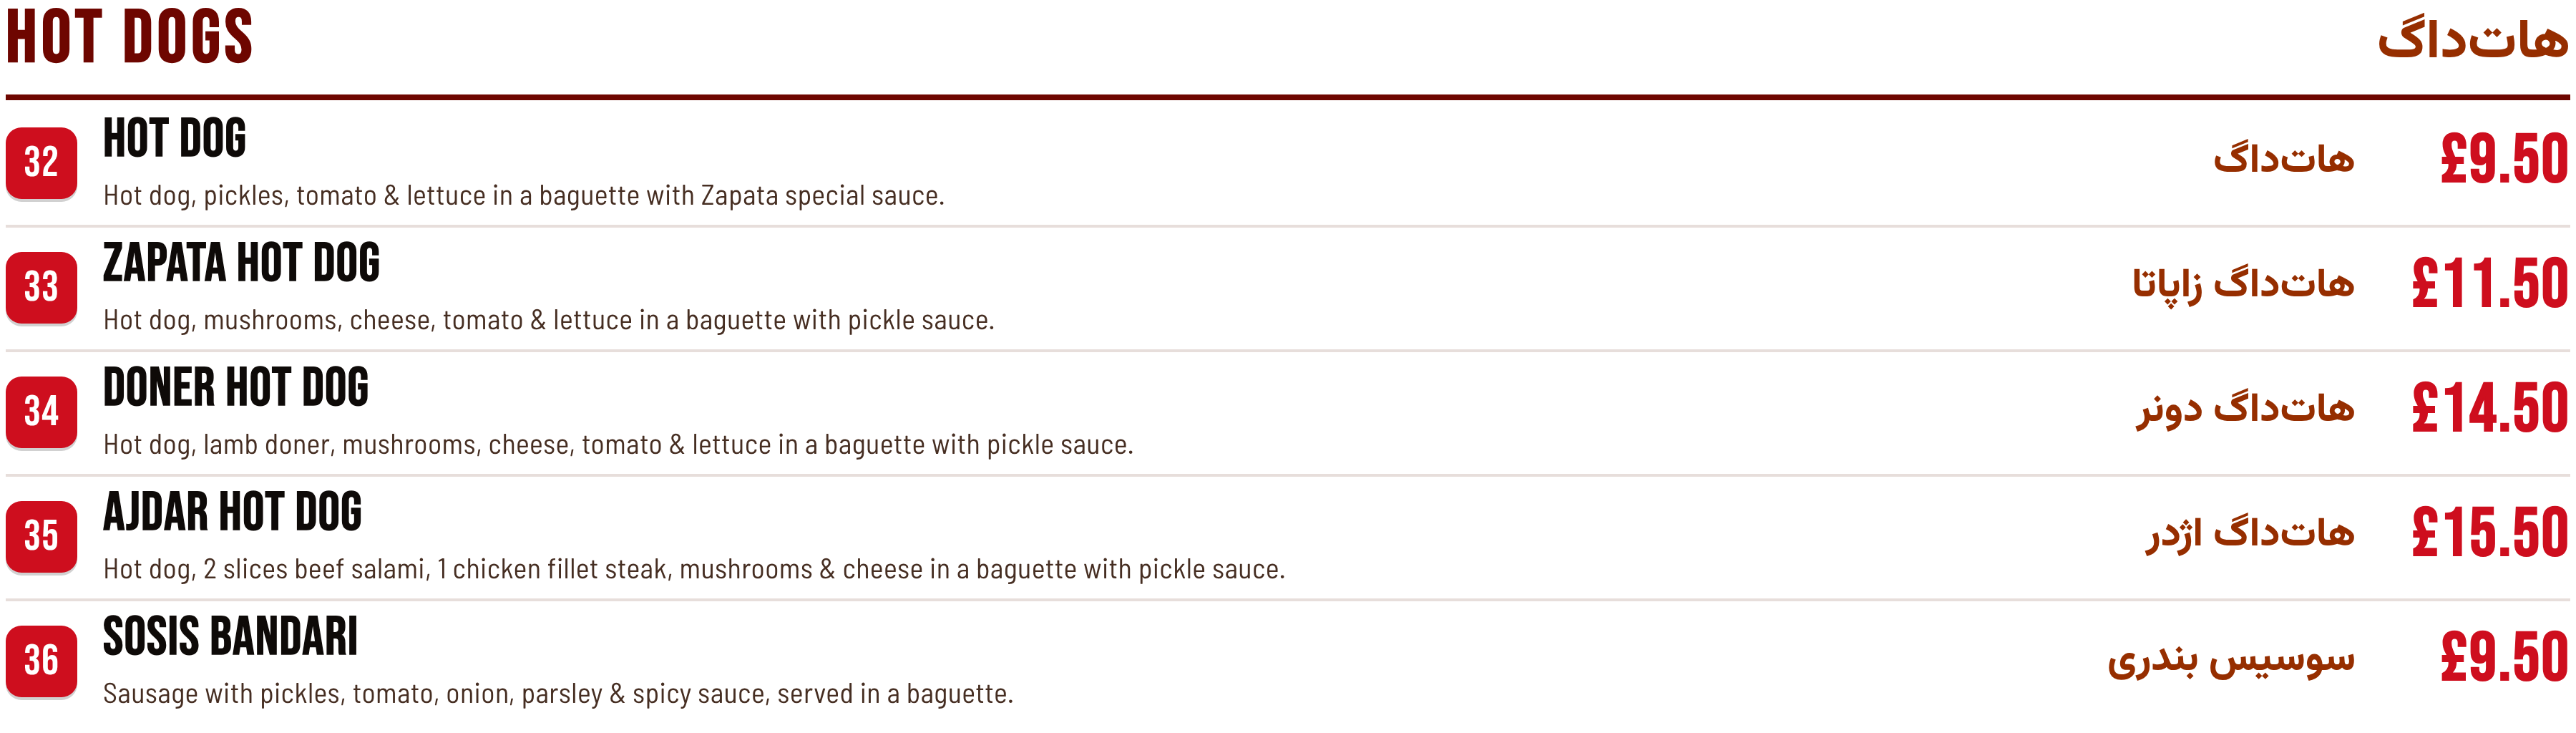 HOT DOGS هات‌داگ
32 HOT DOG هات‌داگ £9.50
Hot dog, pickles, tomato & lettuce in a baguette with Zapata special sauce.
33 ZAPATA HOT DOG هات‌داگ زاپاتا £11.50
Hot dog, mushrooms, cheese, tomato & lettuce in a baguette with pickle sauce.
34 DONER HOT DOG هات‌داگ دونر £14.50
Hot dog, lamb doner, mushrooms, cheese, tomato & lettuce in a baguette with pickle sauce.
35 AJDAR HOT DOG هات‌داگ اژدر £15.50
Hot dog, 2 slices beef salami, 1 chicken fillet steak, mushrooms & cheese in a baguette with pickle sauce.
36 SOSIS BANDARI سوسیس بندری £9.50
Sausage with pickles, tomato, onion, parsley & spicy sauce, served in a baguette.